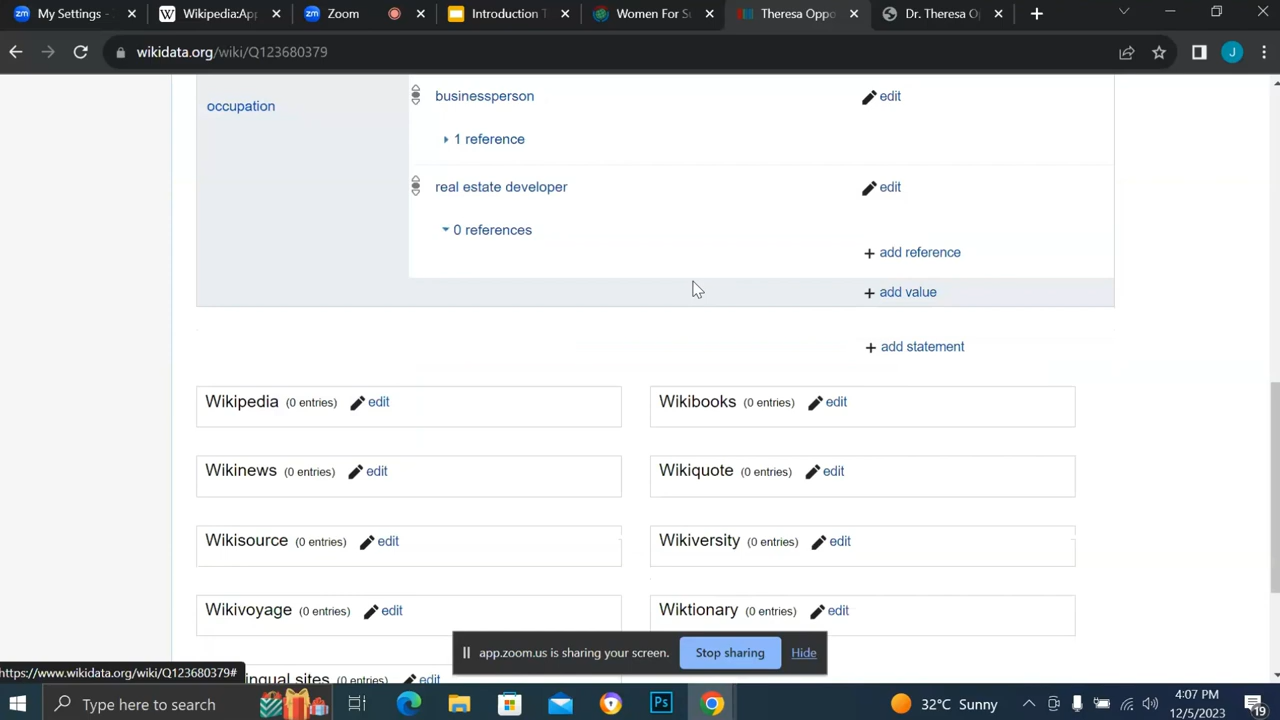 My Settings -
Wikipedia:Ap
Zoom
Introduction T
Women For S
Theresa Oppo
Dr. Theresa O
wikidata.org/wiki/Q123680379
J
occupation
businessperson
edit
1 reference
real estate developer
edit
0 references
+ add reference
+ add value
+ add statement
Wikipedia (0 entries) edit
Wikibooks (0 entries) edit
Wikinews (0 entries) edit
Wikiquote (0 entries) edit
Wikisource (0 entries) edit
Wikiversity (0 entries) edit
Wikivoyage (0 entries) edit
Wiktionary (0 entries) edit
app.zoom.us is sharing your screen. Stop sharing Hide
https://www.wikidata.org/wiki/Q123680379#
lingual sites (0 entries) edit
Type here to search
Ps
32°C Sunny
4:07 PM
12/5/2023
19